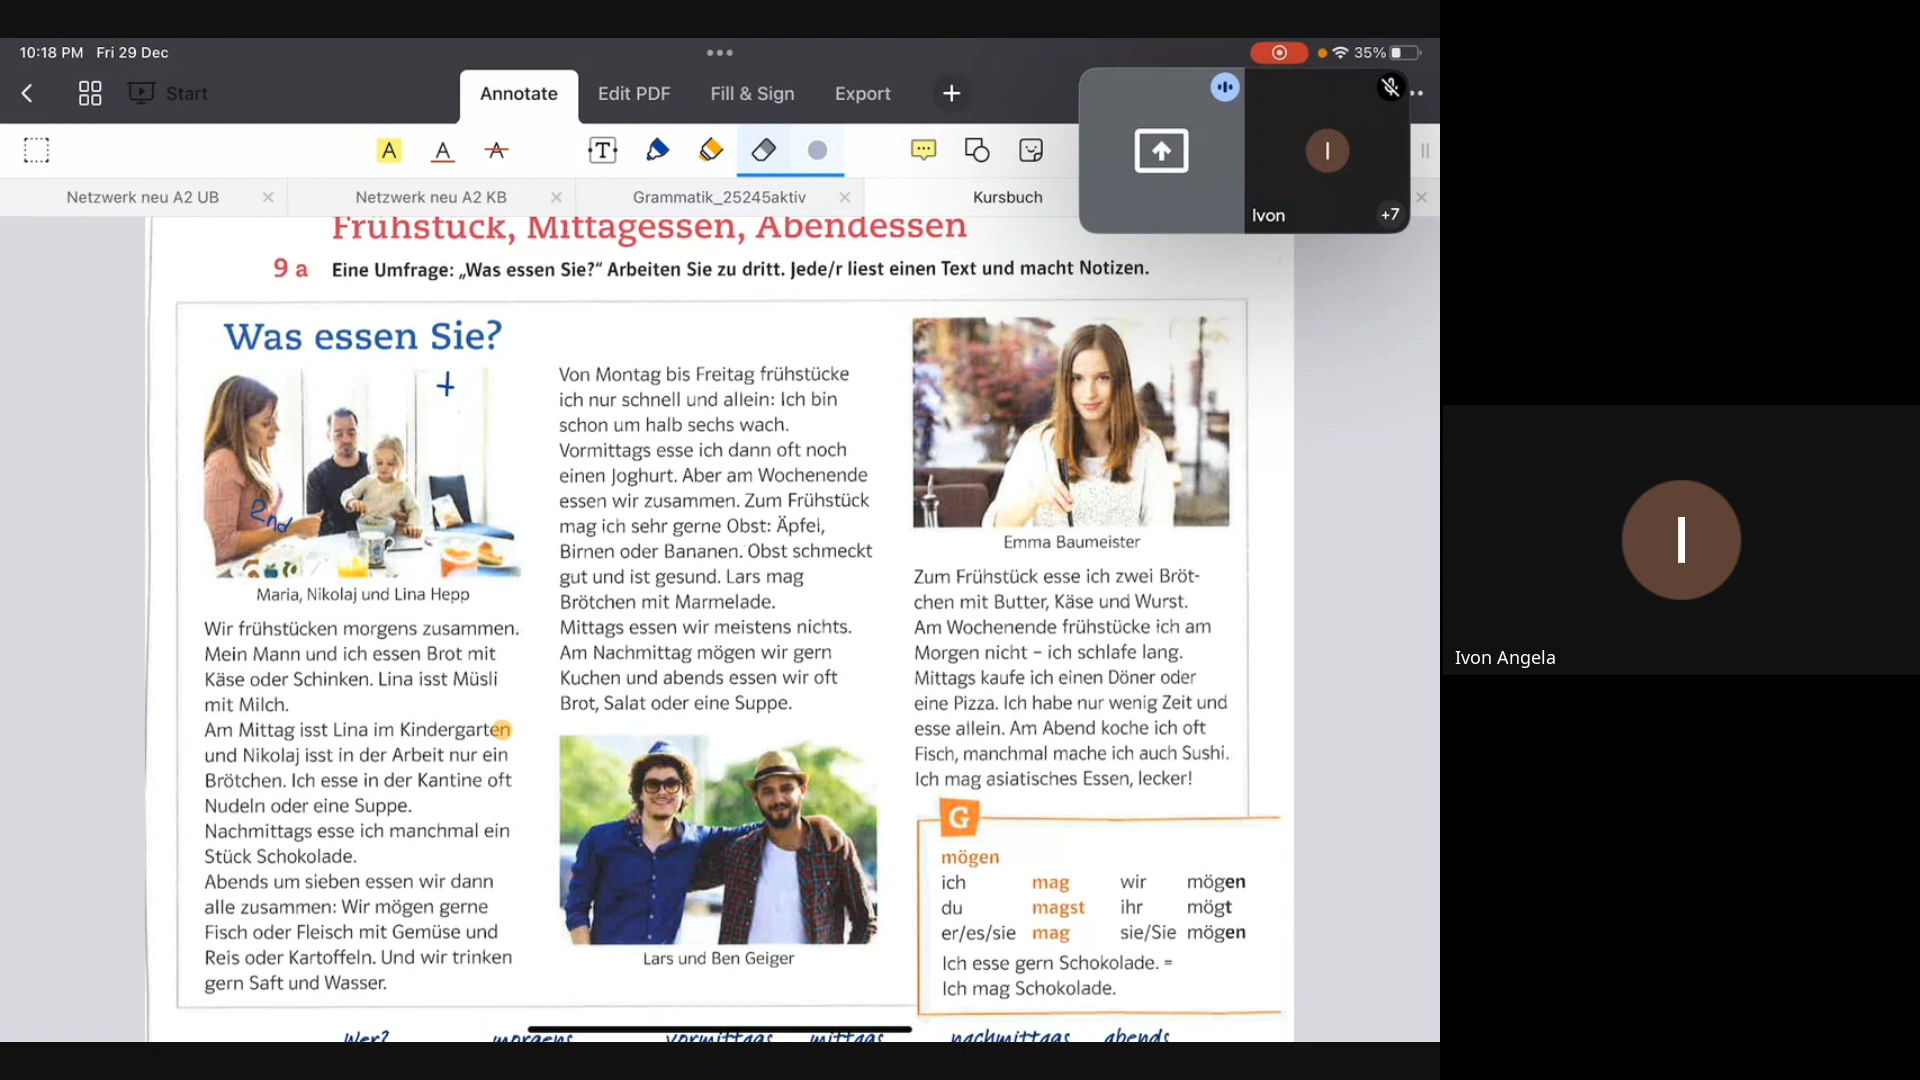 10:18 PM Fri 29 Dec
35%
Start
Annotate
Edit PDF
Fill & Sign
Export
A
A
A
T
Netzwerk neu A2 UB
Netzwerk neu A2 KB
Grammatik_25245aktiv
Kursbuch
I
Ivon
+7
Frühstück, Mittagessen, Abendessen
9 a Eine Umfrage: „Was essen Sie?“ Arbeiten Sie zu dritt. Jede/r liest einen Text und macht Notizen.
Was essen Sie?
+
2nd
Maria, Nikolaj und Lina Hepp
Wir frühstücken morgens zusammen.
Mein Mann und ich essen Brot mit
Käse oder Schinken. Lina isst Müsli
mit Milch.
Am Mittag isst Lina im Kindergarten
und Nikolaj isst in der Arbeit nur ein
Brötchen. Ich esse in der Kantine oft
Nudeln oder eine Suppe.
Nachmittags esse ich manchmal ein
Stück Schokolade.
Abends um sieben essen wir dann
alle zusammen: Wir mögen gerne
Fisch oder Fleisch mit Gemüse und
Reis oder Kartoffeln. Und wir trinken
gern Saft und Wasser.
Von Montag bis Freitag frühstücke
ich nur schnell und allein: Ich bin
schon um halb sechs wach.
Vormittags esse ich dann oft noch
einen Joghurt. Aber am Wochenende
essen wir zusammen. Zum Frühstück
mag ich sehr gerne Obst: Äpfel,
Birnen oder Bananen. Obst schmeckt
gut und ist gesund. Lars mag
Brötchen mit Marmelade.
Mittags essen wir meistens nichts.
Am Nachmittag mögen wir gern
Kuchen und abends essen wir oft
Brot, Salat oder eine Suppe.
Lars und Ben Geiger
Emma Baumeister
Zum Frühstück esse ich zwei Bröt-
chen mit Butter, Käse und Wurst.
Am Wochenende frühstücke ich am
Morgen nicht – ich schlafe lang.
Mittags kaufe ich einen Döner oder
eine Pizza. Ich habe nur wenig Zeit und
esse allein. Am Abend koche ich oft
Fisch, manchmal mache ich auch Sushi.
Ich mag asiatisches Essen, lecker!
G
mögen
ich mag wir mögen
du magst ihr mögt
er/es/sie mag sie/Sie mögen
Ich esse gern Schokolade. =
Ich mag Schokolade.
Wer? morgens vormittags mittags nachmittags abends
I
Ivon Angela